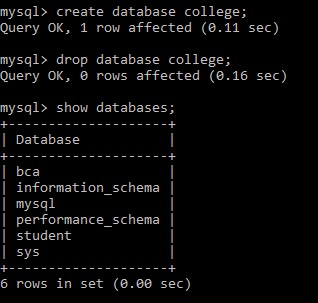 mysql> create database college;
Query OK, 1 row affected (0.11 sec)
mysql> drop database college;
Query OK, 0 rows affected (0.16 sec)
mysql> show databases;
+--------------------+
| Database           |
+--------------------+
| bca                |
| information_schema |
| mysql              |
| performance_schema |
| student            |
| sys                |
+--------------------+
6 rows in set (0.00 sec)